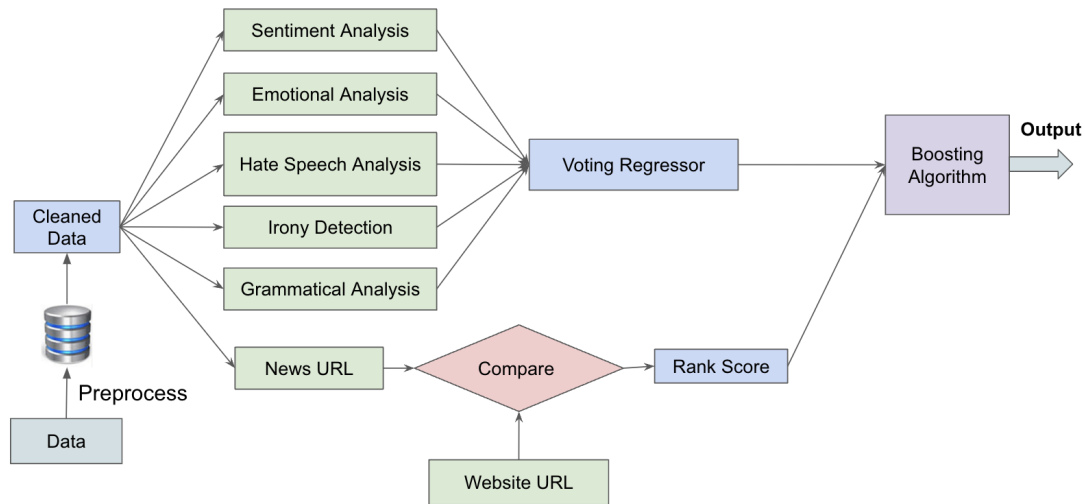 Sentiment Analysis
Emotional Analysis
Hate Speech Analysis
Irony Detection
Grammatical Analysis
Cleaned
Data
Preprocess
Data
News URL
Compare
Website URL
Rank Score
Voting Regressor
Boosting
Algorithm
Output